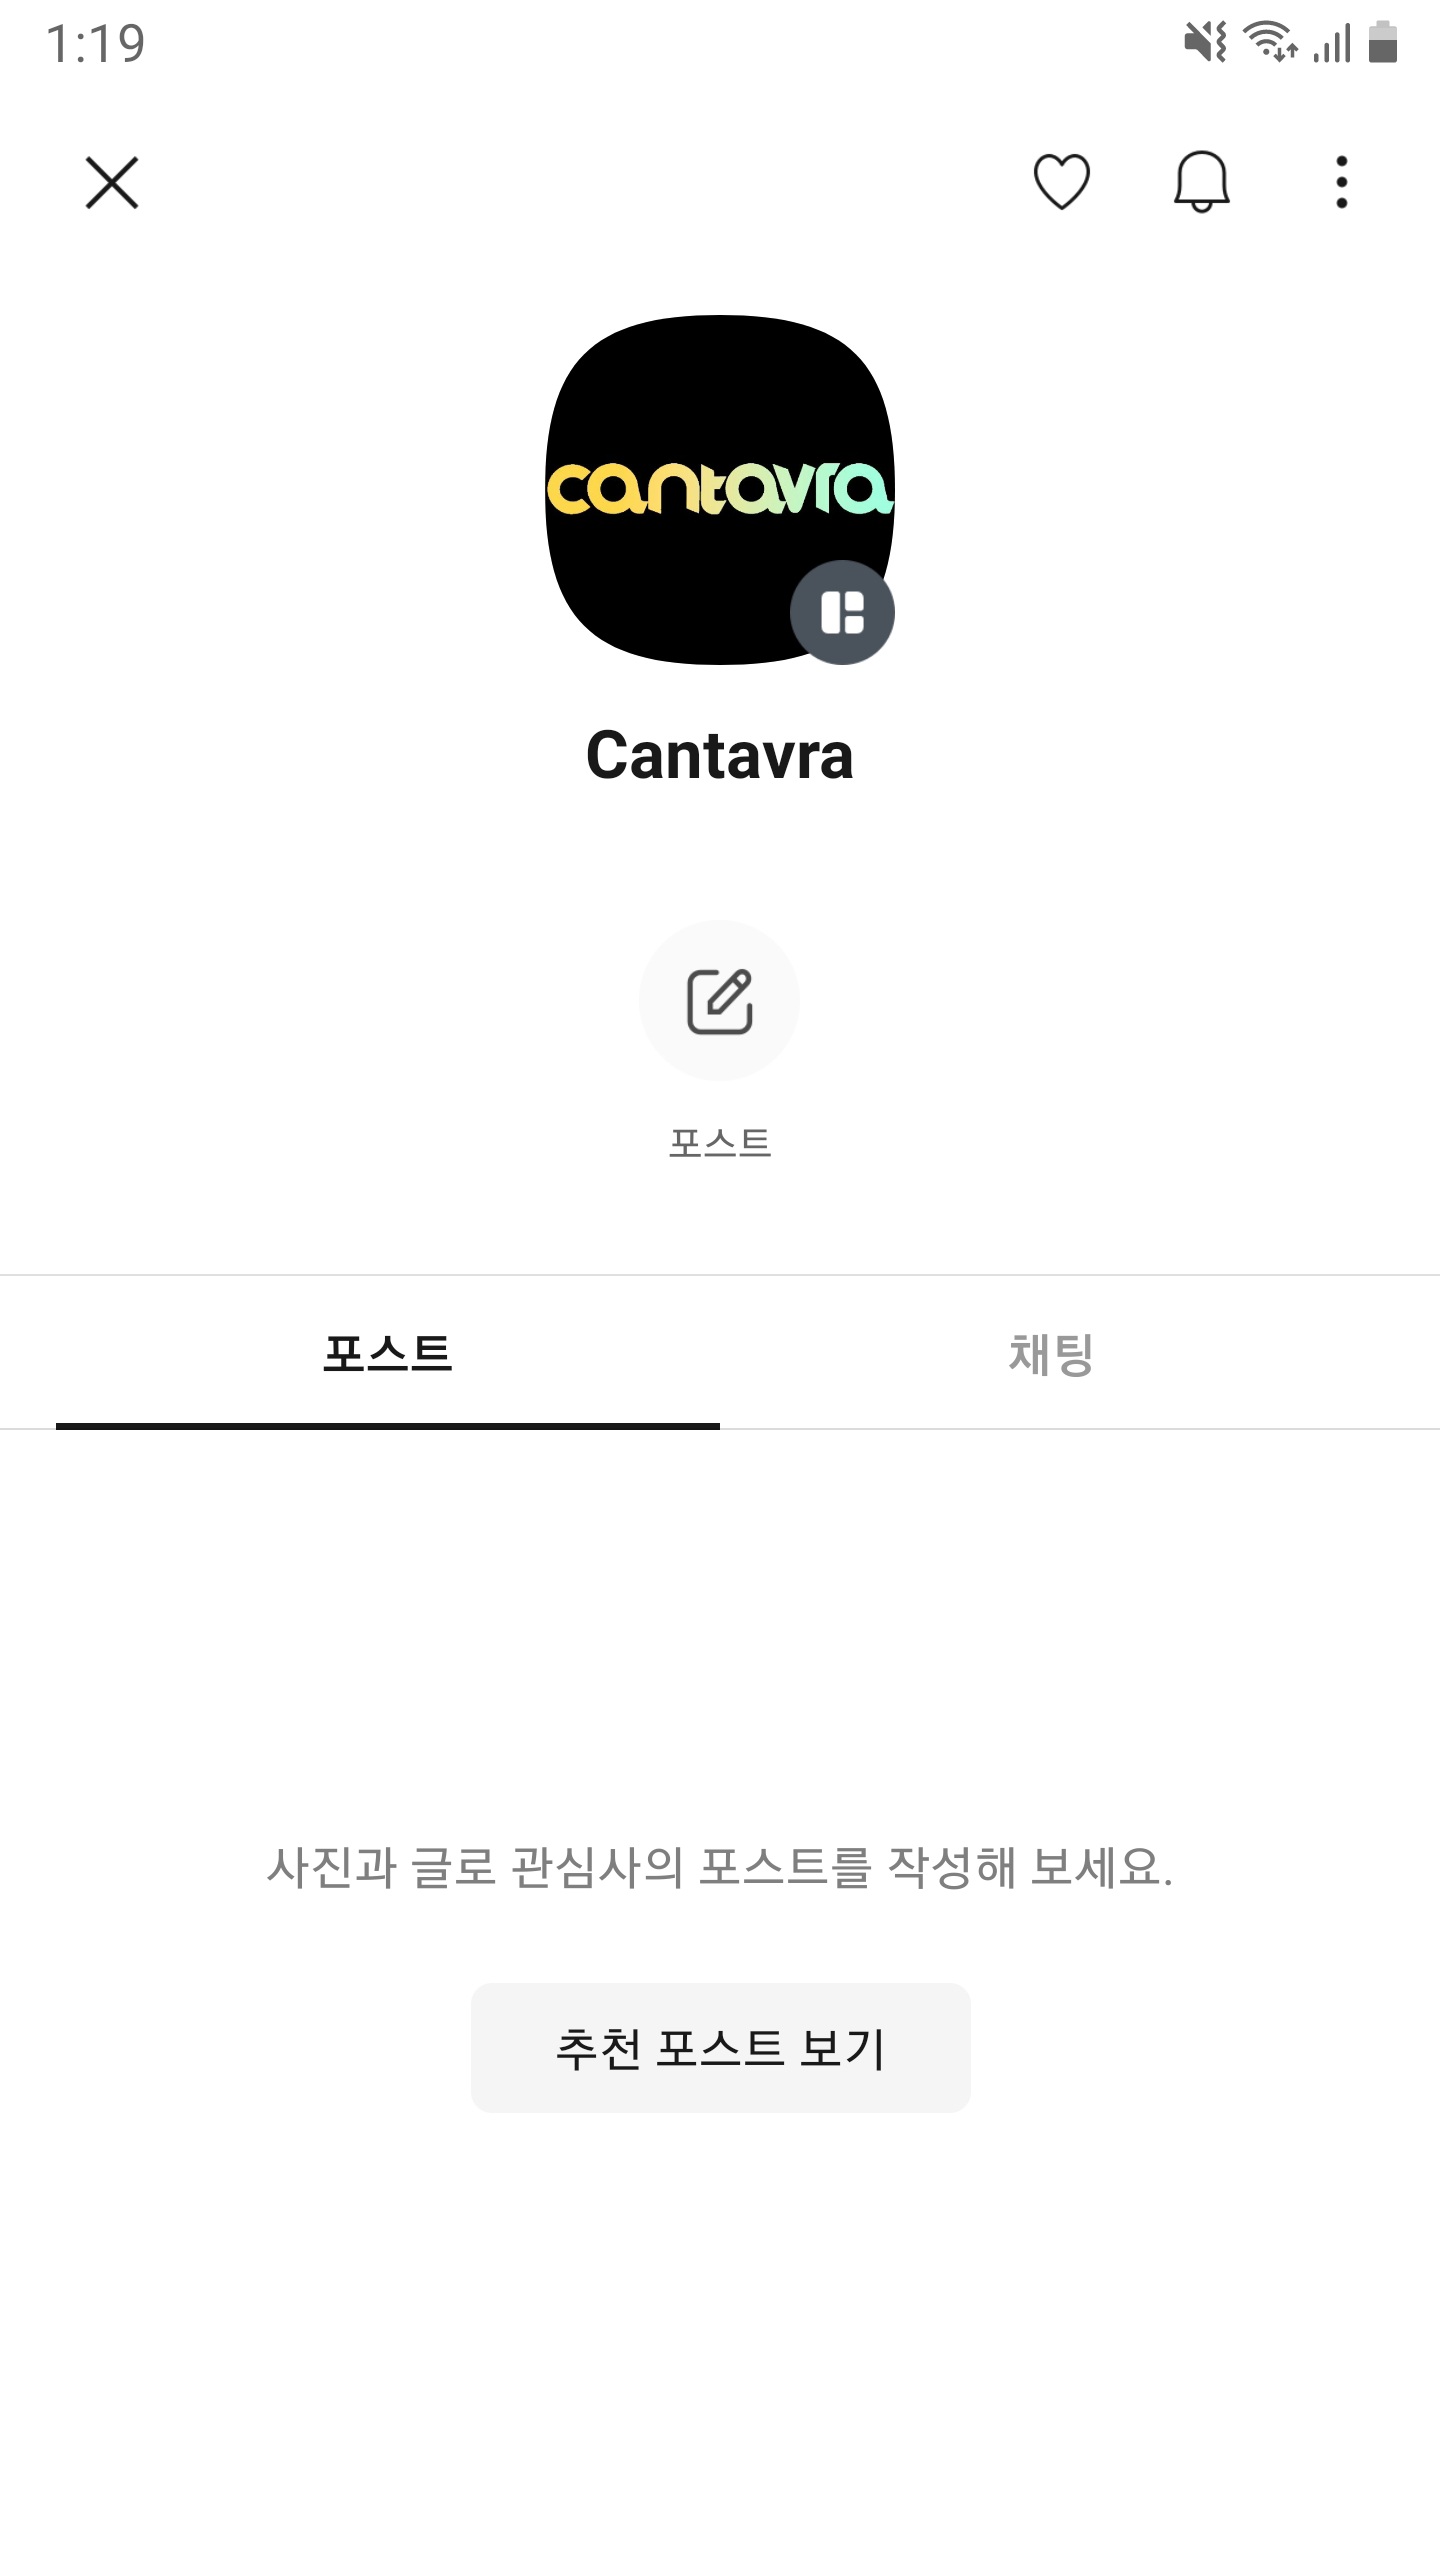 1:19
cantavra
Cantavra
포스트
포스트
채팅
사진과 글로 관심사의 포스트를 작성해 보세요.
추천 포스트 보기